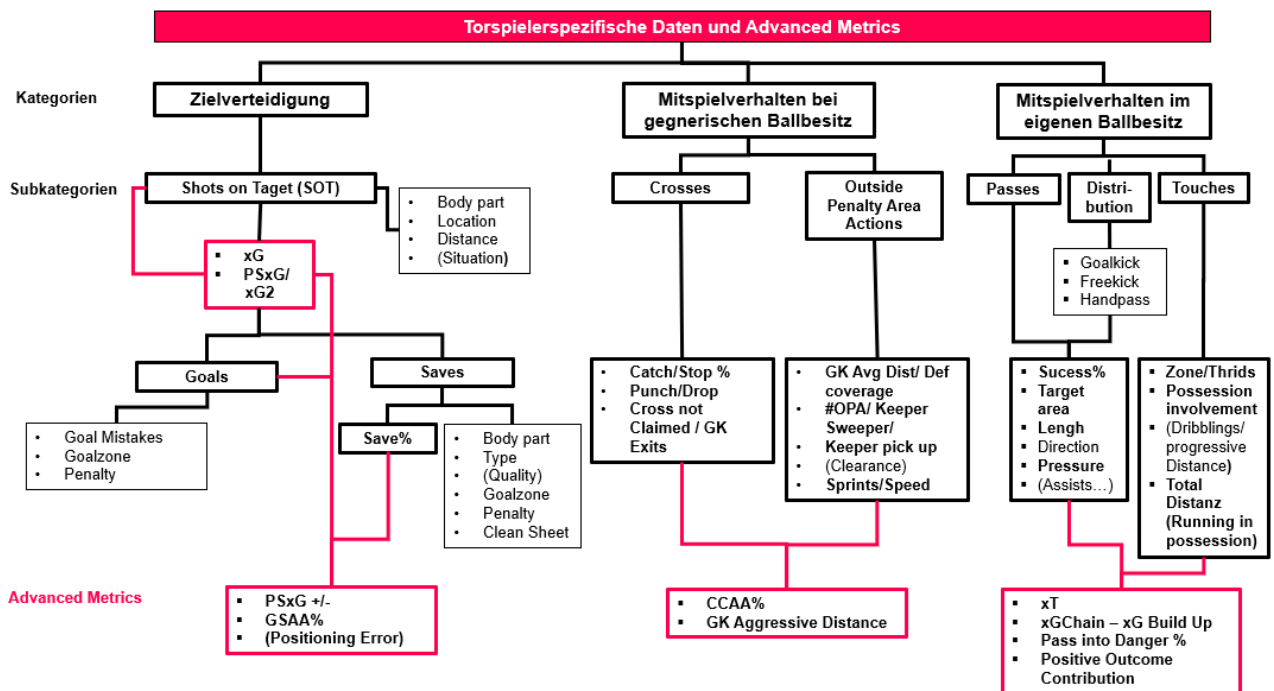 Torspielerspezifische Daten und Advanced Metrics
Kategorien
Zielverteidigung
Mitspielverhalten bei
gegnerischen Ballbesitz
Mitspielverhalten im
eigenen Ballbesitz
Subkategorien
Shots on Taget (SOT)
• Body part
• Location
• Distance
• (Situation)
Crosses
Outside
Penalty Area
Actions
Passes
Distri-
bution
Touches
▪ xG
▪ PSxG/
xG2
▪ Goalkick
▪ Freekick
▪ Handpass
Goals
Saves
• Goal Mistakes
• Goalzone
• Penalty
Save%
• Body part
• Type
(Quality)
• Goalzone
• Penalty
• Clean Sheet
• Catch/Stop %
• Punch/Drop
• Cross not
Claimed / GK
Exits
• GK Avg Dist/ Def
coverage
• #OPA/ Keeper
Sweeper/
• Keeper pick up
• (Clearance)
• Sprints/Speed
▪ Sucess%
▪ Target
area
▪ Lengh
▪ Direction
▪ Pressure
▪ (Assists…)
▪ Zone/Thrids
▪ Possession
involvement
▪ (Dribblings/
progressive
Distance)
▪ Total
Distanz
(Running in
possession)
Advanced Metrics
▪ PSxG +/-
▪ GSAA%
▪ (Positioning Error)
▪ CCAA%
▪ GK Aggressive Distance
▪ xT
▪ xGChain – xG Build Up
▪ Pass into Danger %
▪ Positive Outcome
Contribution